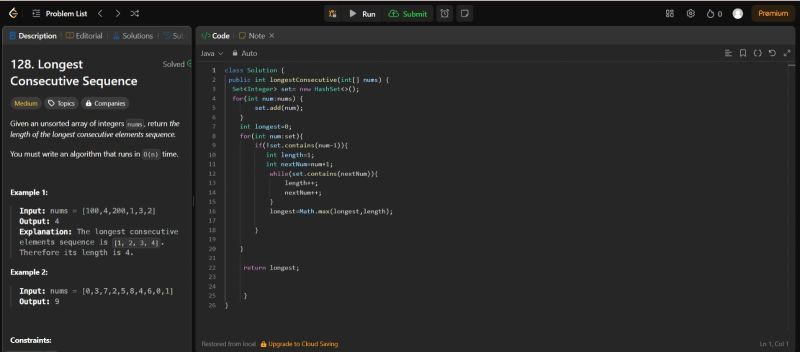 Problem List
Run
Submit
0
Premium
Description
Editorial
Solutions
Su
Code
Note
Java
Auto
128. Longest
Consecutive Sequence
Solved
Medium
Topics
Companies
Given an unsorted array of integers nums, return the
length of the longest consecutive elements sequence.
You must write an algorithm that runs in O(n) time.
Example 1:
Input: nums = [100,4,200,1,3,2]
Output: 4
Explanation: The longest consecutive
elements sequence is [1, 2, 3, 4].
Therefore its length is 4.
Example 2:
Input: nums = [0,3,7,2,5,8,4,6,0,1]
Output: 9
Constraints:
1 class Solution {
2 public int longestConsecutive(int[] nums) {
3 Set<Integer> set= new HashSet<>();
4 for(int num:nums) {
5 set.add(num);
6 }
7 int longest=0;
8 for(int num:set){
9 if(!set.contains(num-1)){
10 int length=1;
11 int nextNum=num+1;
12 while(set.contains(nextNum)){
13 length++;
14 nextNum++;
15 }
16 longest=Math.max(longest,length);
17
18 }
19
20 }
21
22 return longest;
23
24
25 }
26 }
Restored from local
Upgrade to Cloud Saving
Ln 1, Col 1